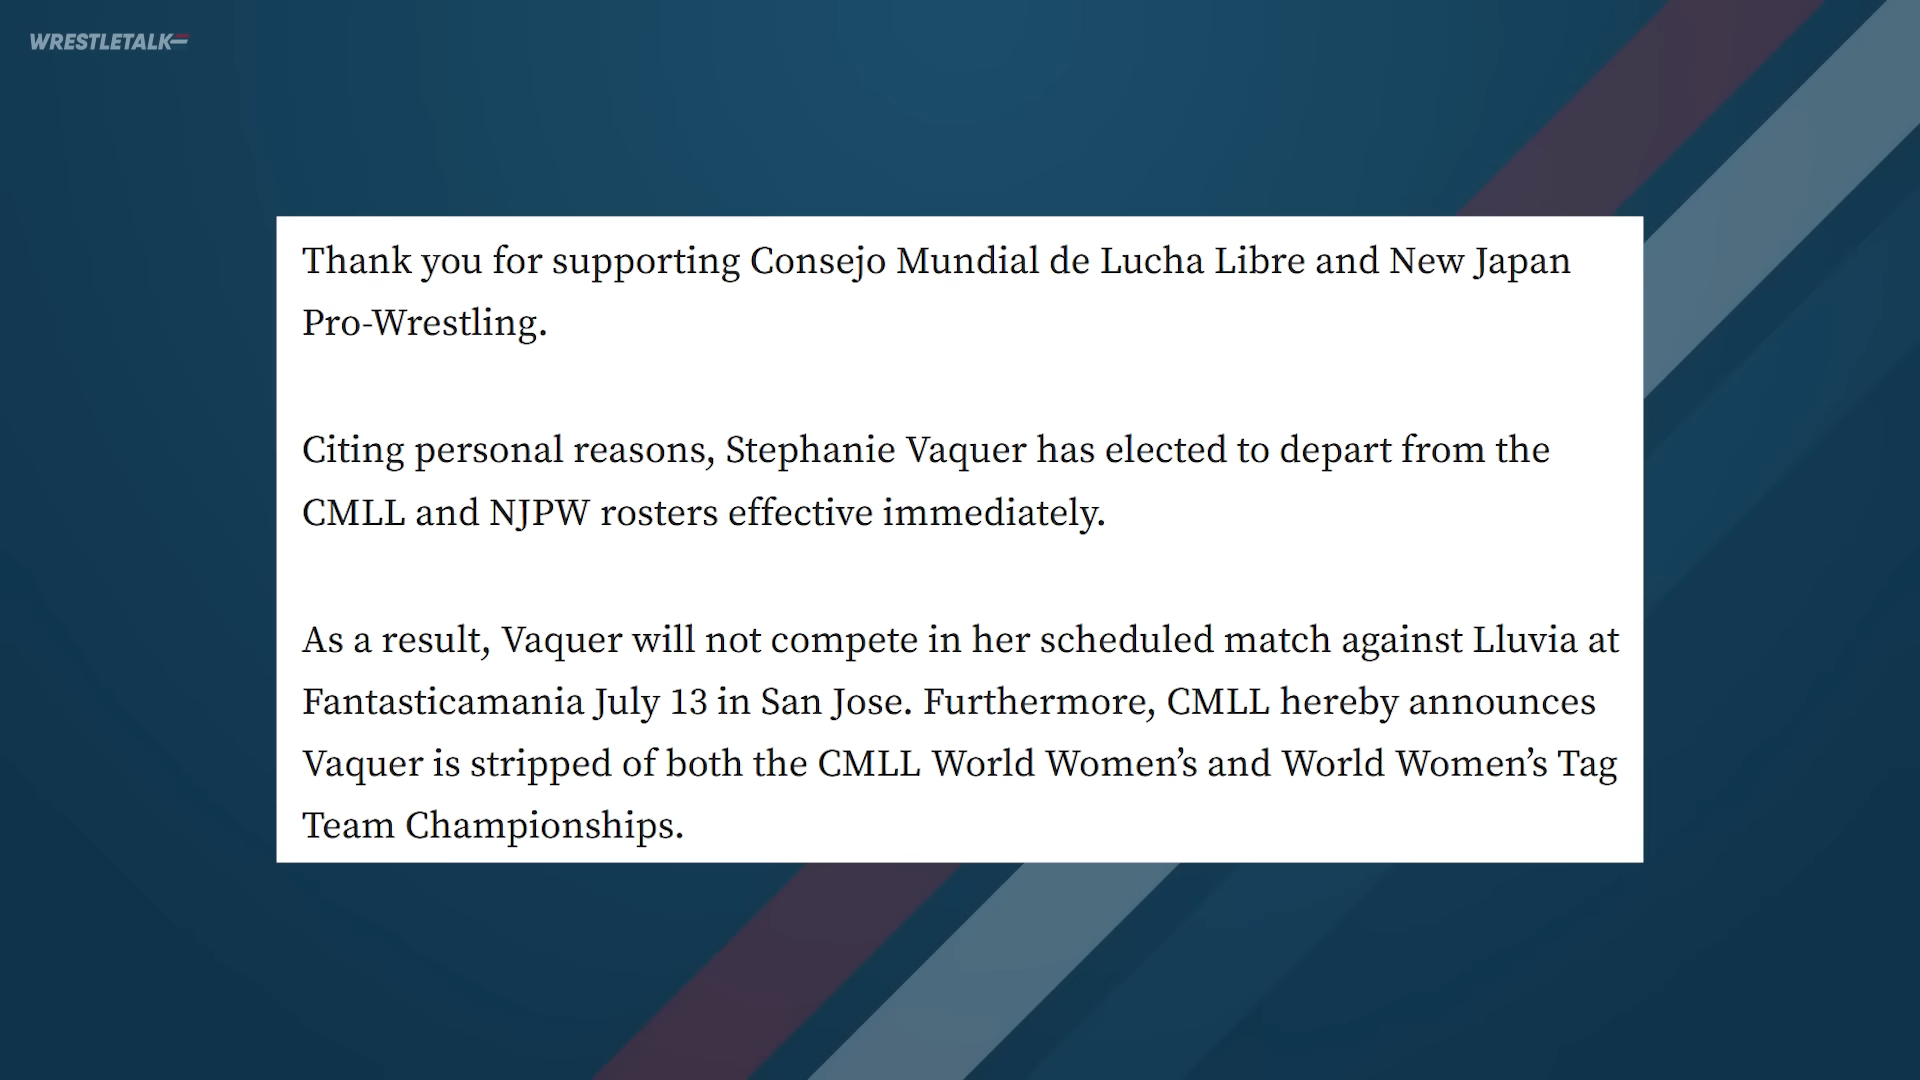 WRESTLETALK
Thank you for supporting Consejo Mundial de Lucha Libre and New Japan
Pro-Wrestling.
Citing personal reasons, Stephanie Vaquer has elected to depart from the
CMLL and NJPW rosters effective immediately.
As a result, Vaquer will not compete in her scheduled match against Lluvia at
Fantasticamania July 13 in San Jose. Furthermore, CMLL hereby announces
Vaquer is stripped of both the CMLL World Women’s and World Women’s Tag
Team Championships.